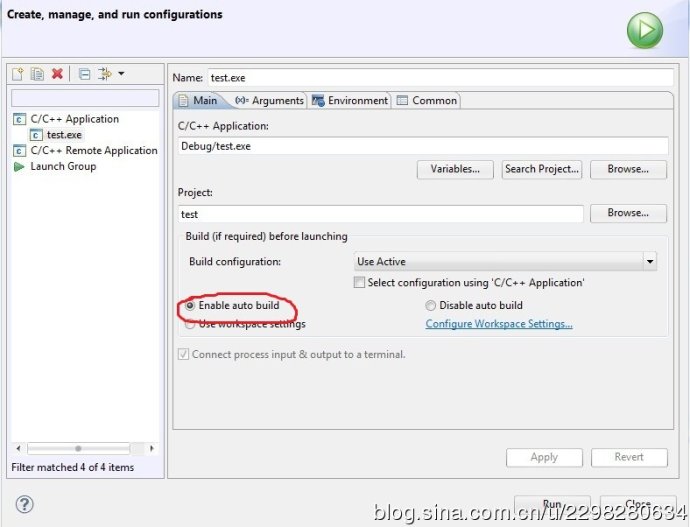 Create, manage, and run configurations
Name: test.exe
Main Arguments Environment Common
C/C++ Application:
Debug/test.exe
Variables... Search Project... Browse...
Project:
test
Browse...
Build (if required) before launching
Build configuration: Use Active
Select configuration using 'C/C++ Application'
Enable auto build Disable auto build
Use workspace settings Configure Workspace Settings...
Connect process input & output to a terminal.
C/C++ Application
test.exe
C/C++ Remote Application
Launch Group
Filter matched 4 of 4 items
Apply Revert
Run Close
blog.sina.com.cn/u/2298280634